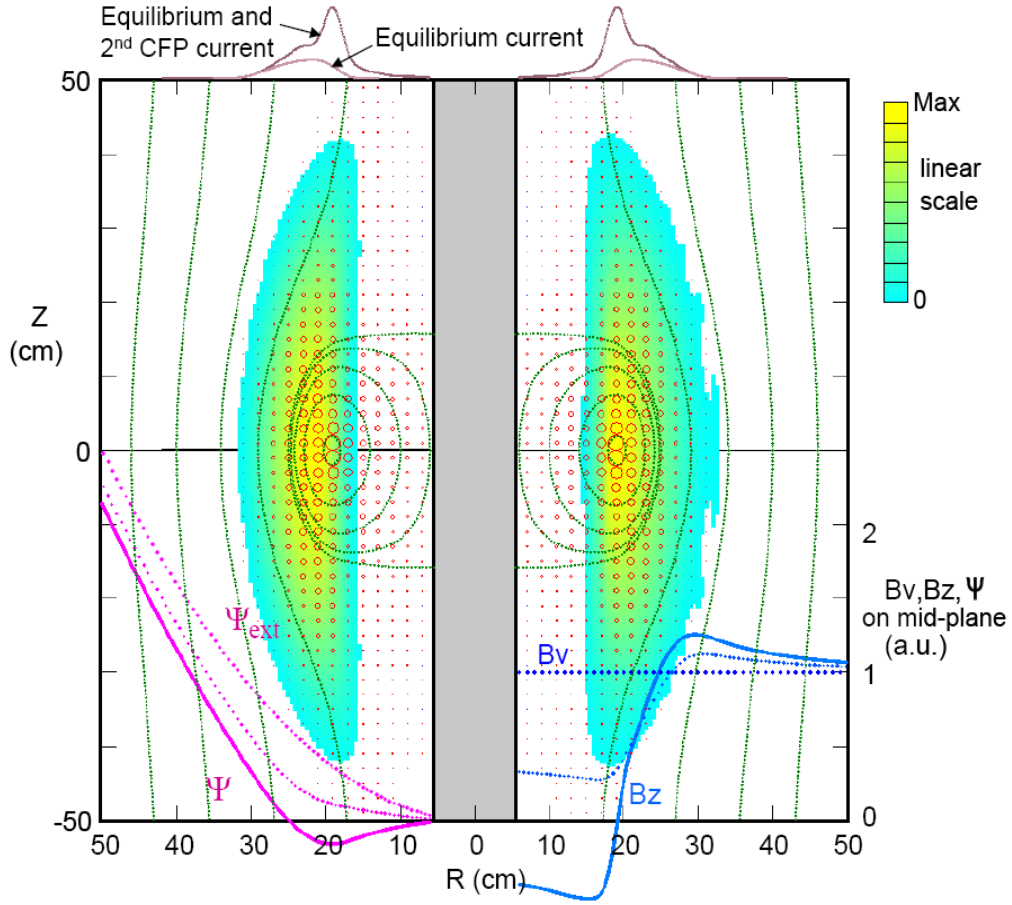 Equilibrium and
2nd CFP current
Equilibrium current
50
Max
linear
scale
0
Z
(cm)
0
2
Bv,Bz,Ψ
on mid-plane
(a.u.)
Ψext
Bv
1
Ψ
Bz
-50
0
50 40 30 20 10 0 10 20 30 40 50
R (cm)